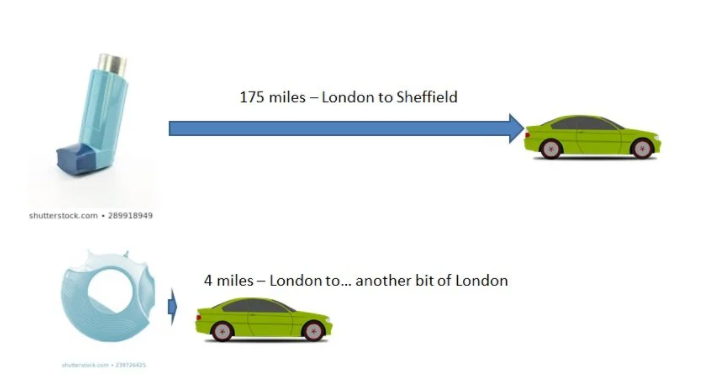 175 miles – London to Sheffield
shutterstock.com • 289918949
4 miles – London to... another bit of London